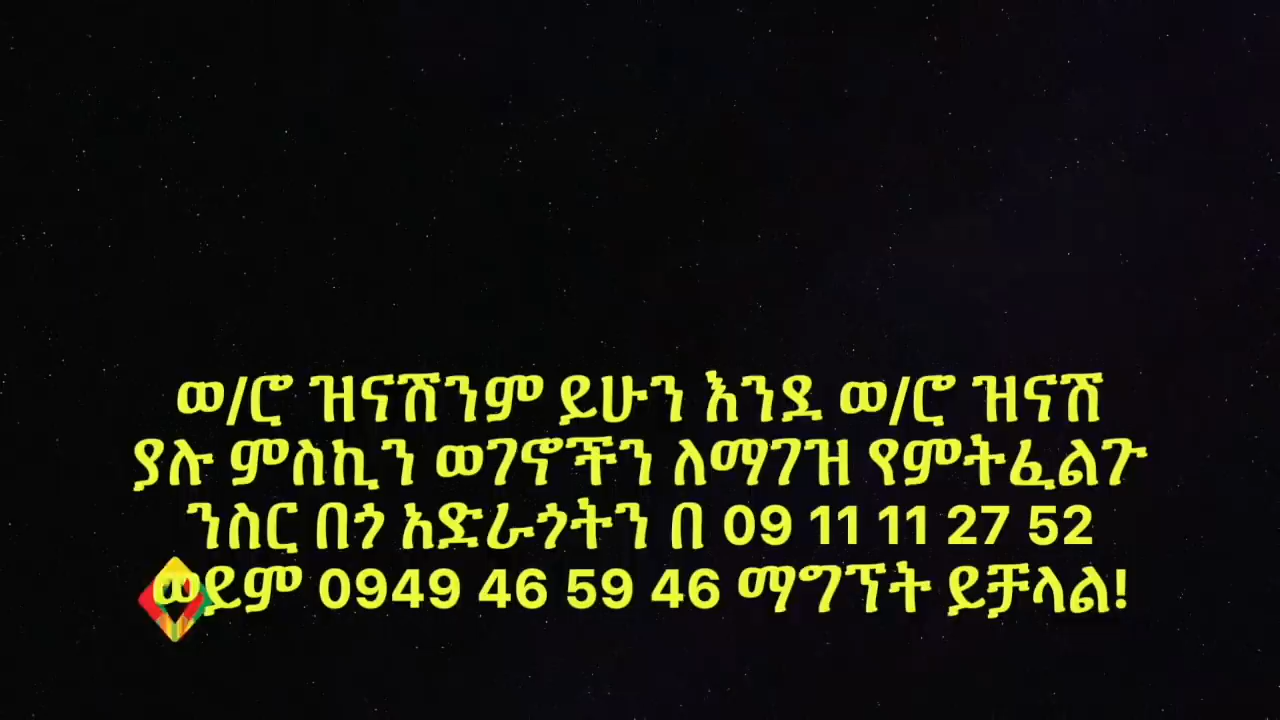 ወ/ሮ ዝናሽንም ይሁን እንደ ወ/ሮ ዝናሽ
ያሉ ምስኪን ወገኖችን ለማገዝ የምትፈልጉ
ንስር በጎ አድራጎትን በ 09 11 11 27 52
ወይም 0949 46 59 46 ማግኘት ይቻላል!